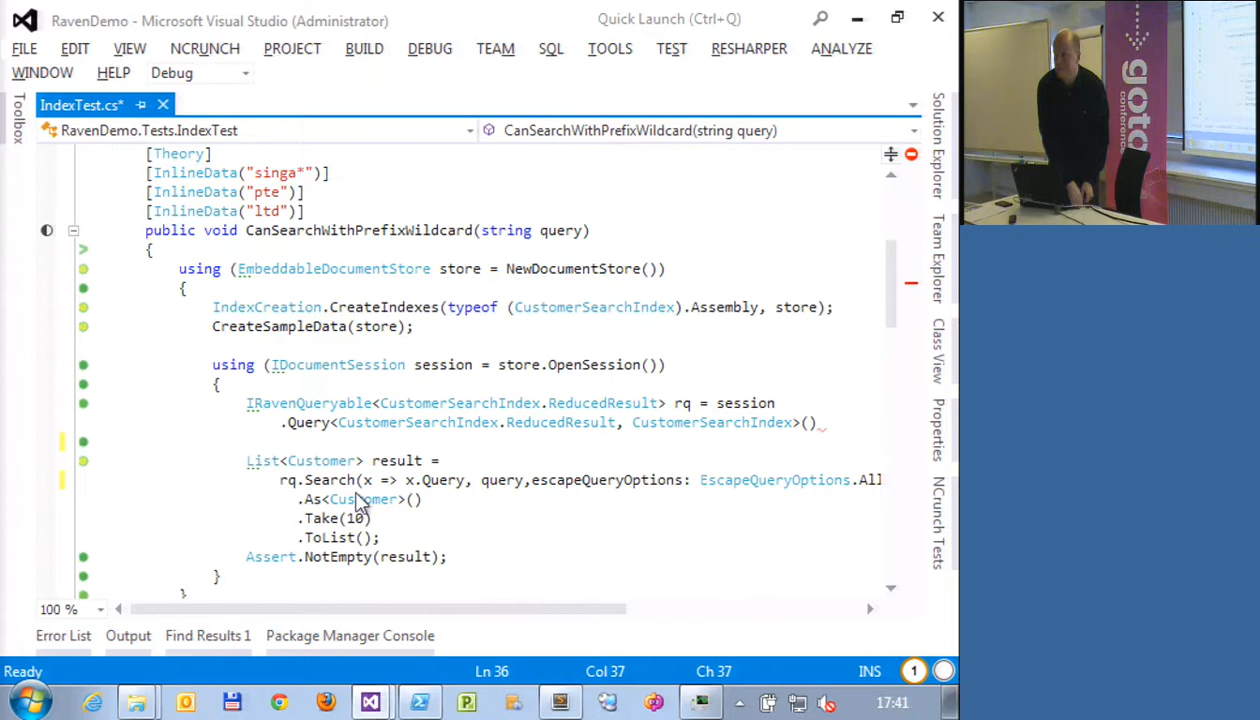 RavenDemo - Microsoft Visual Studio (Administrator)
Quick Launch (Ctrl+Q)
FILE EDIT VIEW NCRUNCH PROJECT BUILD DEBUG TEAM SQL TOOLS TEST RESHARPER ANALYZE
WINDOW HELP Debug
Toolbox
IndexTest.cs*
RavenDemo.Tests.IndexTest
CanSearchWithPrefixWildcard(string query)
[Theory]
[InlineData("singa*")]
[InlineData("pte")]
[InlineData("ltd")]
public void CanSearchWithPrefixWildcard(string query)
{
using (EmbeddableDocumentStore store = NewDocumentStore())
{
IndexCreation.CreateIndexes(typeof (CustomerSearchIndex).Assembly, store);
CreateSampleData(store);
using (IDocumentSession session = store.OpenSession())
{
IRavenQueryable<CustomerSearchIndex.ReducedResult> rq = session
.Query<CustomerSearchIndex.ReducedResult, CustomerSearchIndex>()
List<Customer> result =
rq.Search(x => x.Query, query,escapeQueryOptions: EscapeQueryOptions.All
.As<Customer>()
.Take(10)
.ToList();
Assert.NotEmpty(result);
}
}
100 %
Solution Explorer
Team Explorer
Class View
Properties
NCrunch Tests
Error List Output Find Results 1 Package Manager Console
Ready Ln 36 Col 37 Ch 37 INS 1
17:41
goto
conference